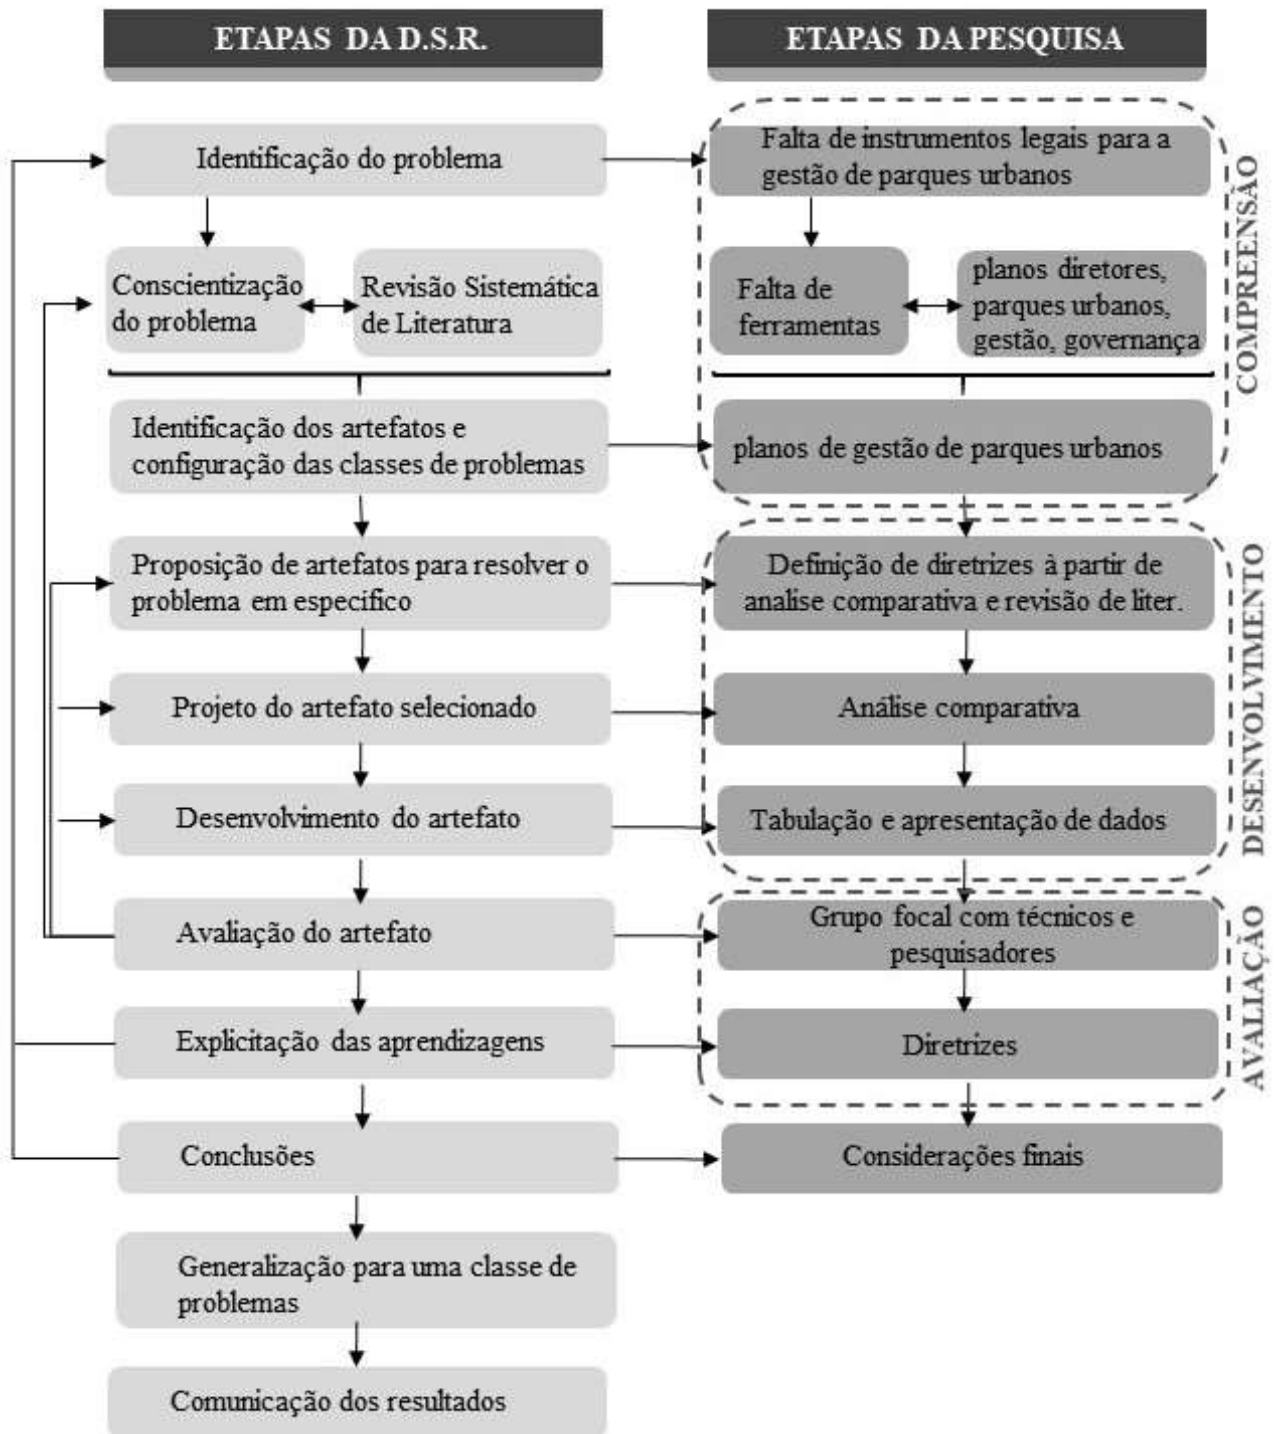 ETAPAS DA D.S.R.
ETAPAS DA PESQUISA
Identificação do problema
Falta de instrumentos legais para a
gestão de parques urbanos
Conscientização
do problema
Revisão Sistemática
de Literatura
Falta de
ferramentas
planos diretores,
parques urbanos,
gestão, governança
COMPREENSÃO
Identificação dos artefatos e
configuração das classes de problemas
planos de gestão de parques urbanos
Proposição de artefatos para resolver o
problema em específico
Definição de diretrizes à partir de
analise comparativa e revisão de liter.
Projeto do artefato selecionado
Análise comparativa
DESENVOLVIMENTO
Desenvolvimento do artefato
Tabulação e apresentação de dados
Avaliação do artefato
Grupo focal com técnicos e
pesquisadores
AVALIAÇÃO
Explicitação das aprendizagens
Diretrizes
Conclusões
Considerações finais
Generalização para uma classe de
problemas
Comunicação dos resultados